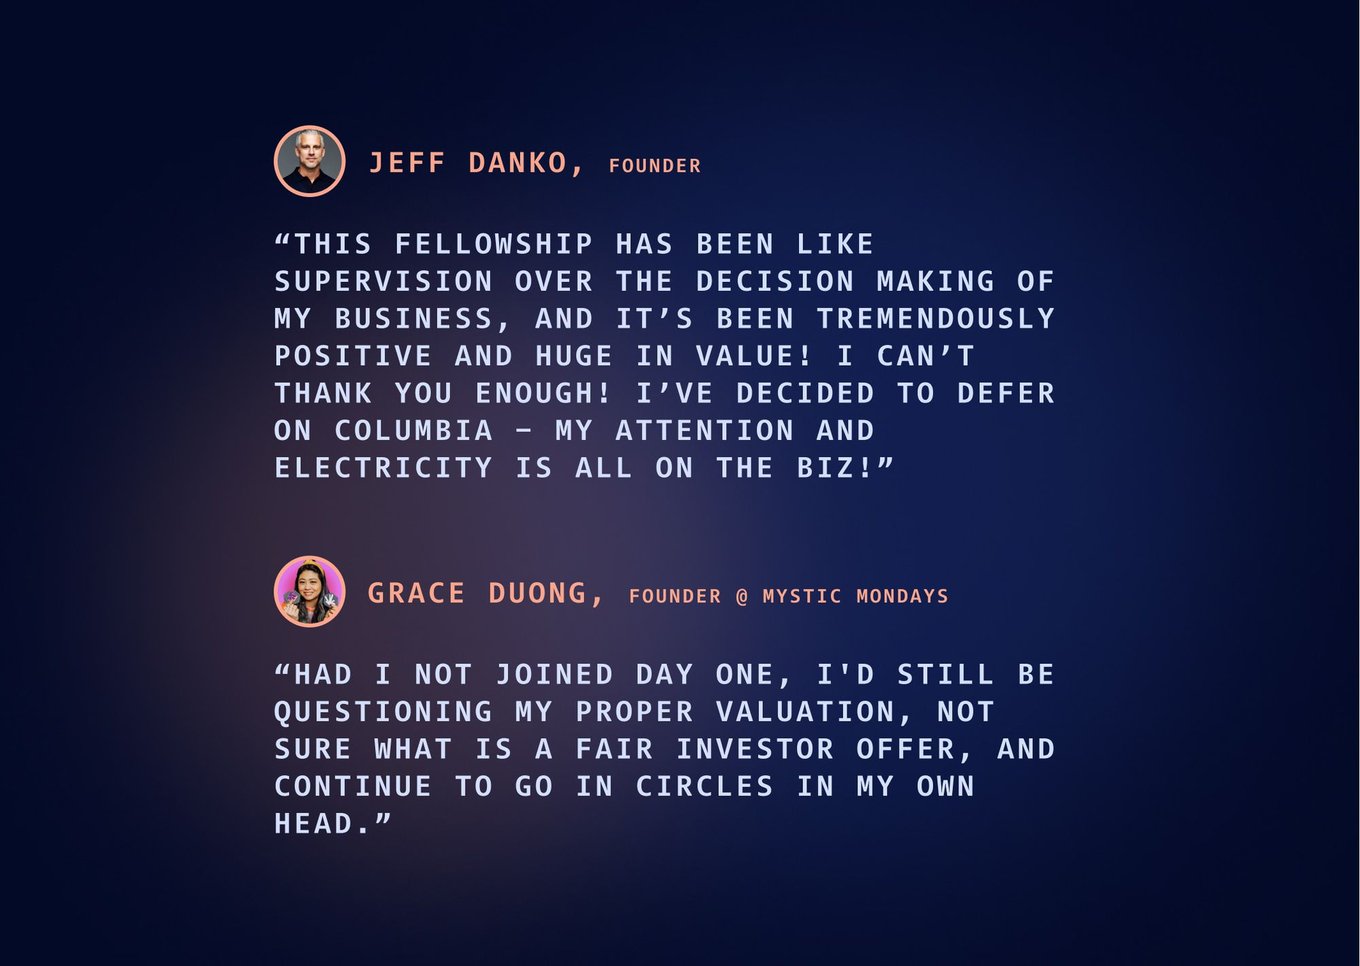 JEFF DANKO, FOUNDER
“THIS FELLOWSHIP HAS BEEN LIKE
SUPERVISION OVER THE DECISION MAKING OF
MY BUSINESS, AND IT’S BEEN TREMENDOUSLY
POSITIVE AND HUGE IN VALUE! I CAN’T
THANK YOU ENOUGH! I’VE DECIDED TO DEFER
ON COLUMBIA – MY ATTENTION AND
ELECTRICITY IS ALL ON THE BIZ!”
GRACE DUONG, FOUNDER @ MYSTIC MONDAYS
“HAD I NOT JOINED DAY ONE, I'D STILL BE
QUESTIONING MY PROPER VALUATION, NOT
SURE WHAT IS A FAIR INVESTOR OFFER, AND
CONTINUE TO GO IN CIRCLES IN MY OWN
HEAD.”